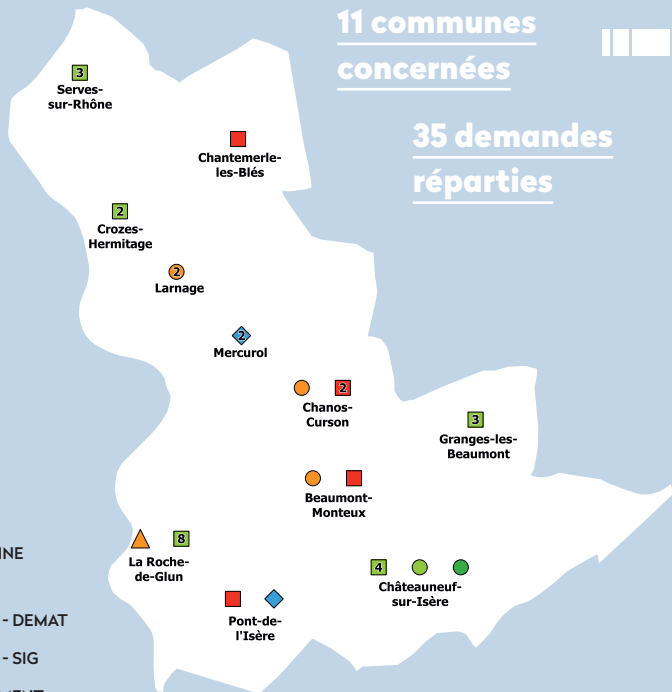 11 communes
concernées
35 demandes
réparties
3
Serves-
sur-Rhône
Chantemerle-
les-Blés
2
Crozes-
Hermitage
2
Larnage
2
Mercurol
2
Chanos-
Curson
3
Granges-les-
Beaumont
Beaumont-
Monteux
8
La Roche-
de-Glun
4
Châteauneuf-
sur-Isère
Pont-de-
l'Isère
- DEMAT
- SIG